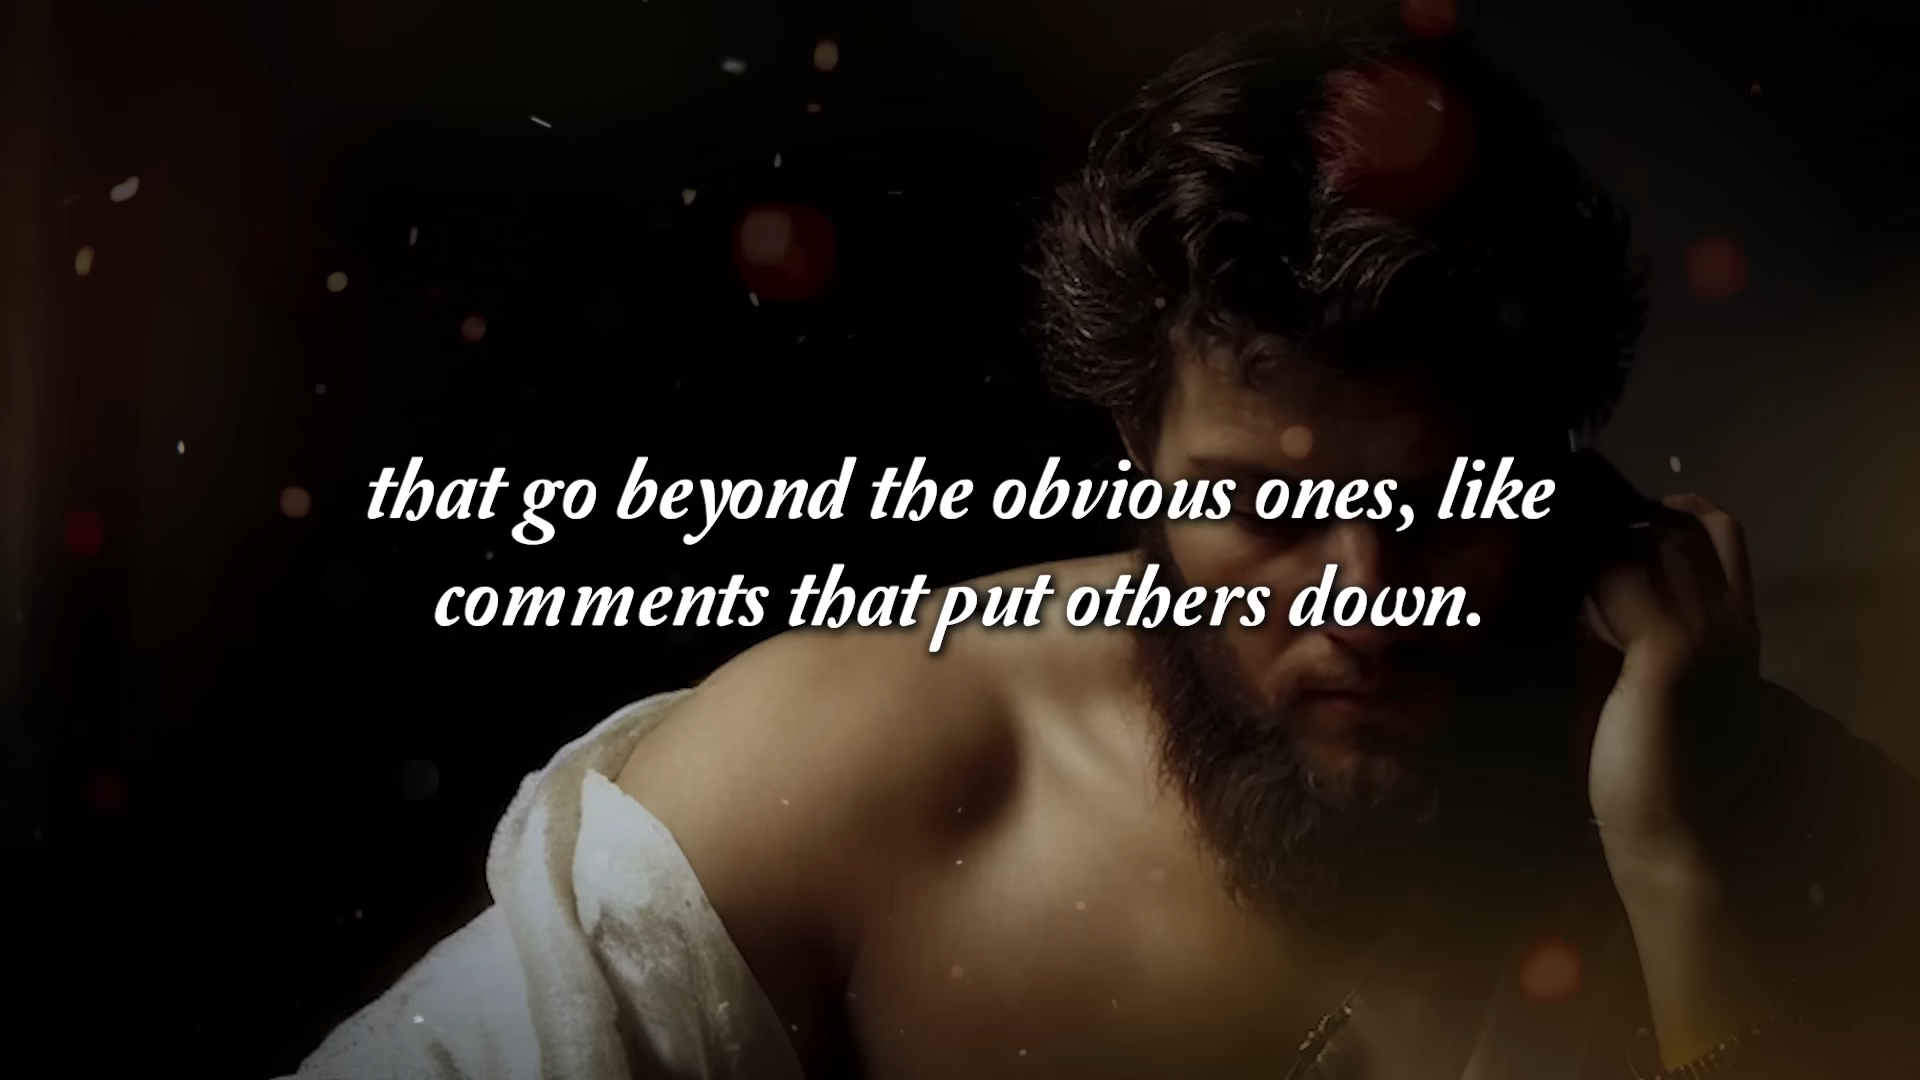 that go beyond the obvious ones, like
comments that put others down.